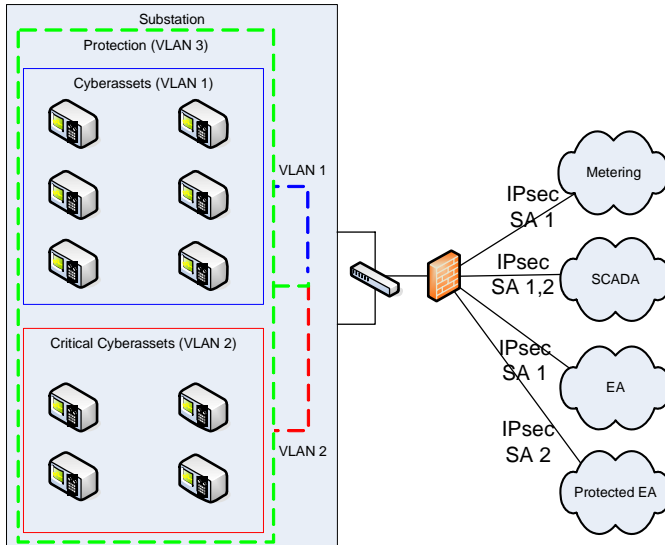 Substation
Protection (VLAN 3)
Cyberassets (VLAN 1)
VLAN 1
Critical Cyberassets (VLAN 2)
VLAN 2
IPsec
SA 1
Metering
IPsec
SA 1,2
SCADA
IPsec
SA 1
EA
IPsec
SA 2
Protected EA